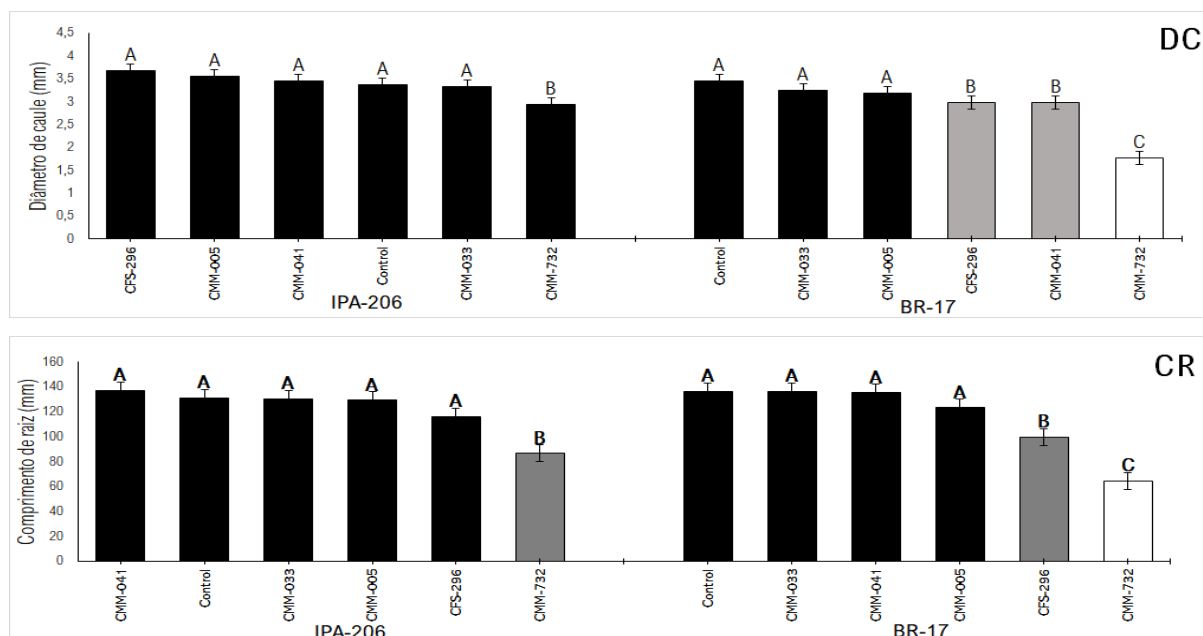 DC
Diâmetro de caule (mm)
4,5
4
3,5
3
2,5
2
1,5
1
0,5
0
A A A A A B A A A B B C
CFS-296 CMM-005 CMM-041 Control CMM-033 CMM-732 Control CMM-033 CMM-005 CFS-296 CMM-041 CMM-732
IPA-206 BR-17
CR
Comprimento de raiz (mm)
160
140
120
100
80
60
40
20
0
A A A A A B A A A A B C
CMM-041 Control CMM-033 CMM-005 CFS-296 CMM-732 Control CMM-033 CMM-041 CMM-005 CFS-296 CMM-732
IPA-206 BR-17